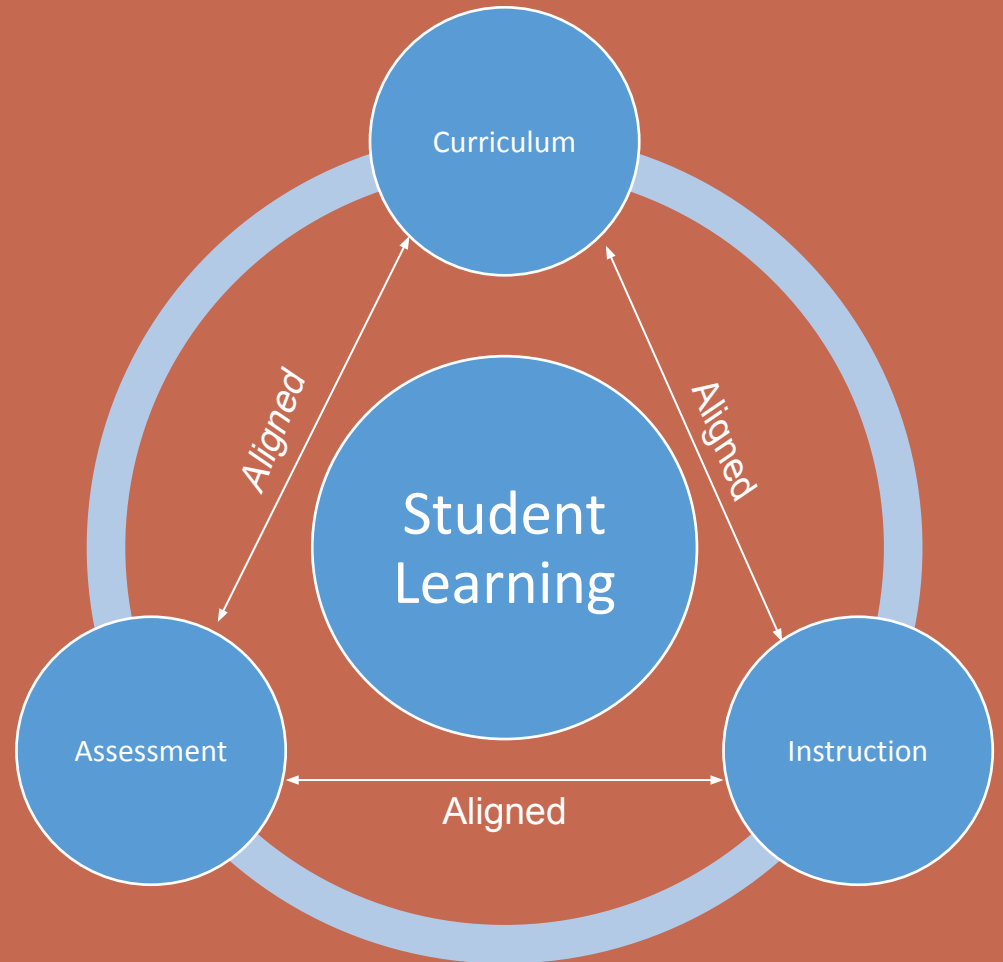 Curriculum
Aligned
Aligned
Student
Learning
Assessment
Instruction
Aligned